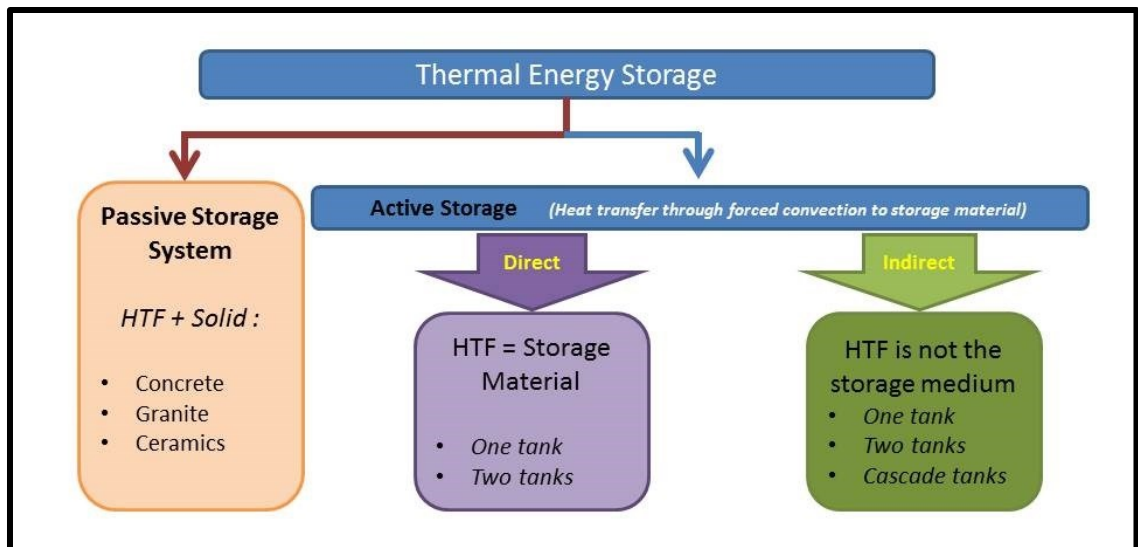 Thermal Energy Storage
Passive Storage
System
HTF + Solid :
• Concrete
• Granite
• Ceramics
Active Storage (Heat transfer through forced convection to storage material)
Direct
HTF = Storage
Material
• One tank
• Two tanks
Indirect
HTF is not the
storage medium
• One tank
• Two tanks
• Cascade tanks